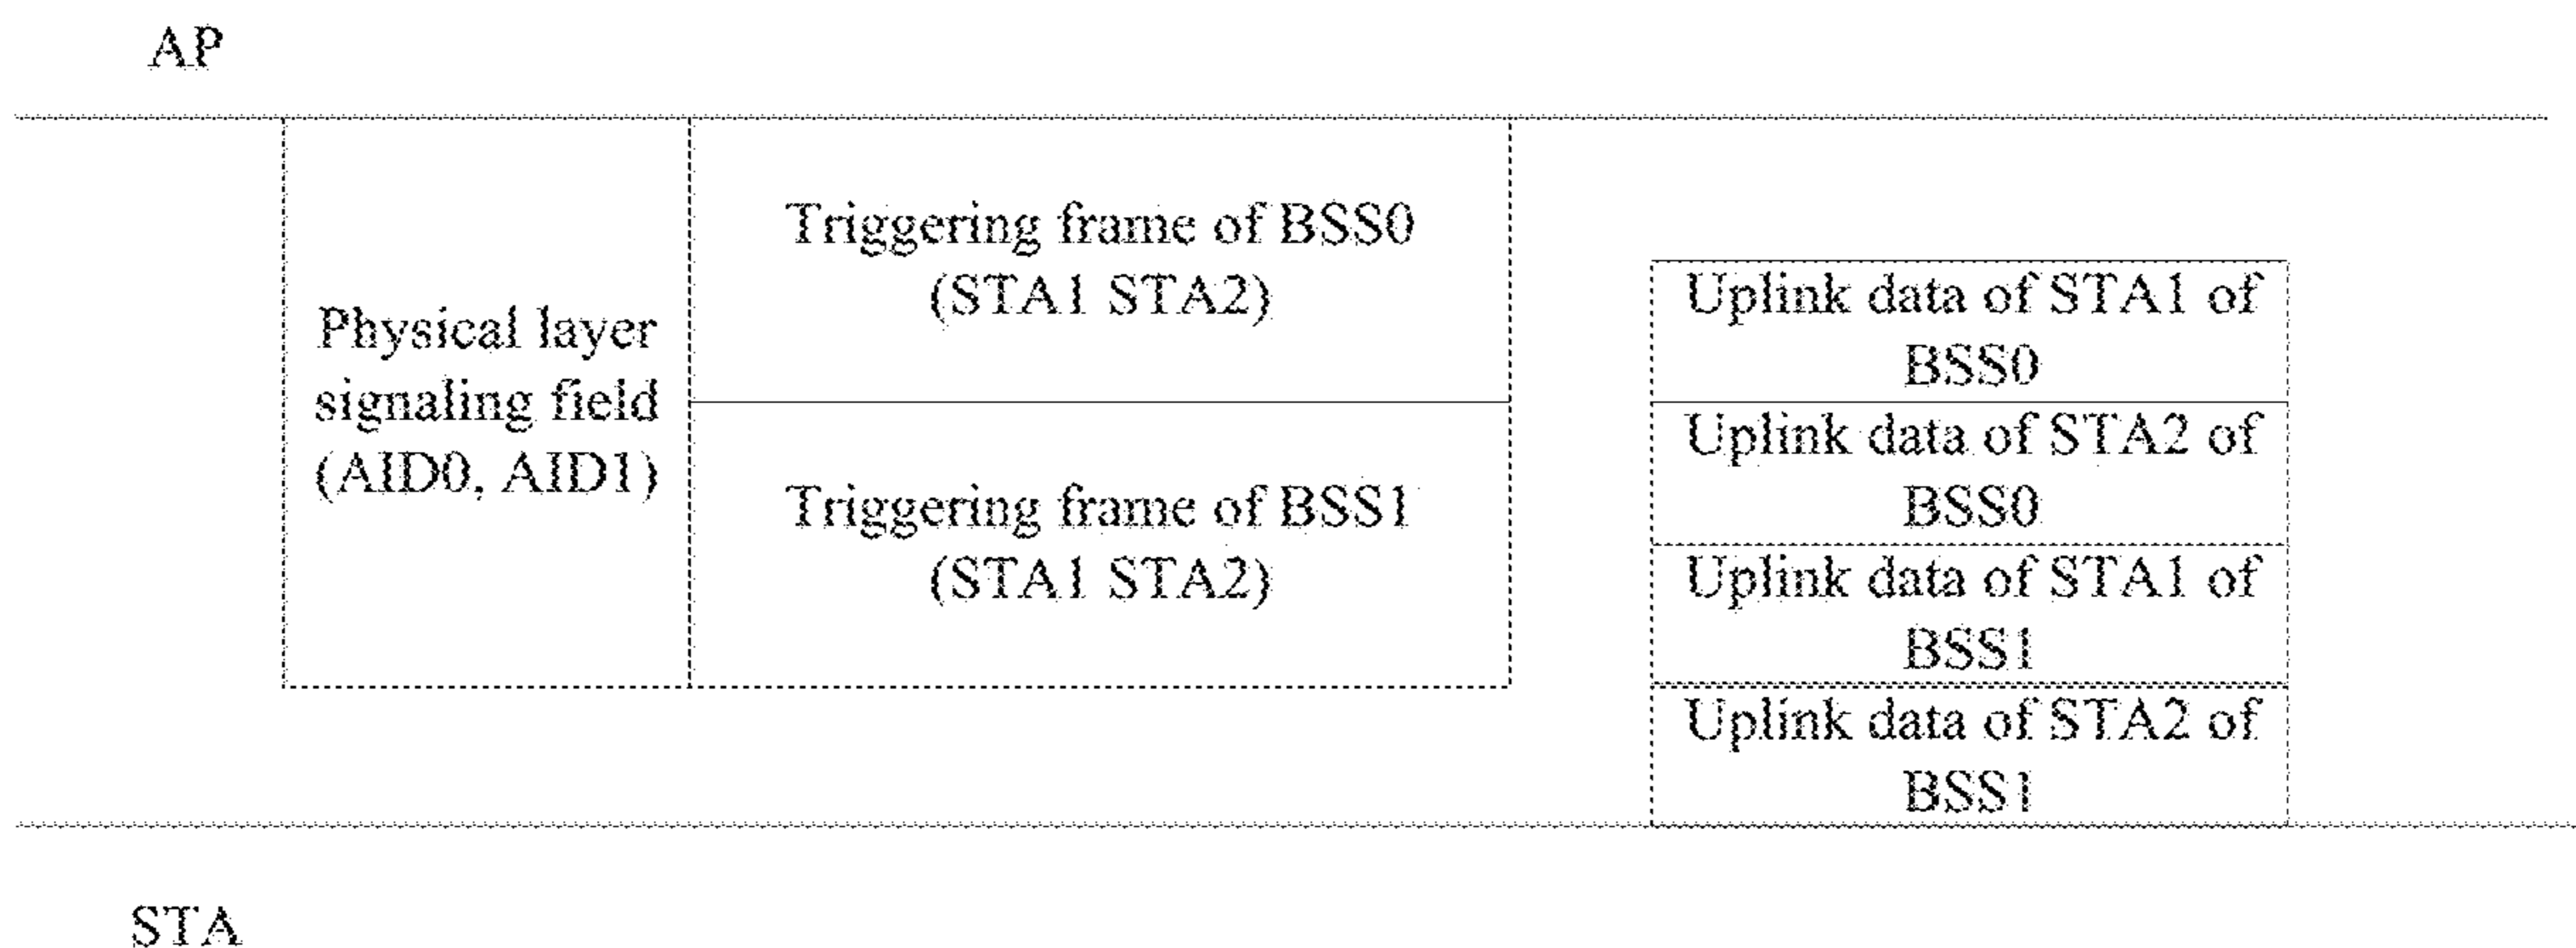 AP
Physical layer
signaling field
(AID0, AID1)
Triggering frame of BSS0
(STA1 STA2)
Triggering frame of BSS1
(STA1 STA2)
Uplink data of STA1 of
BSS0
Uplink data of STA2 of
BSS0
Uplink data of STA1 of
BSS1
Uplink data of STA2 of
BSS1
STA